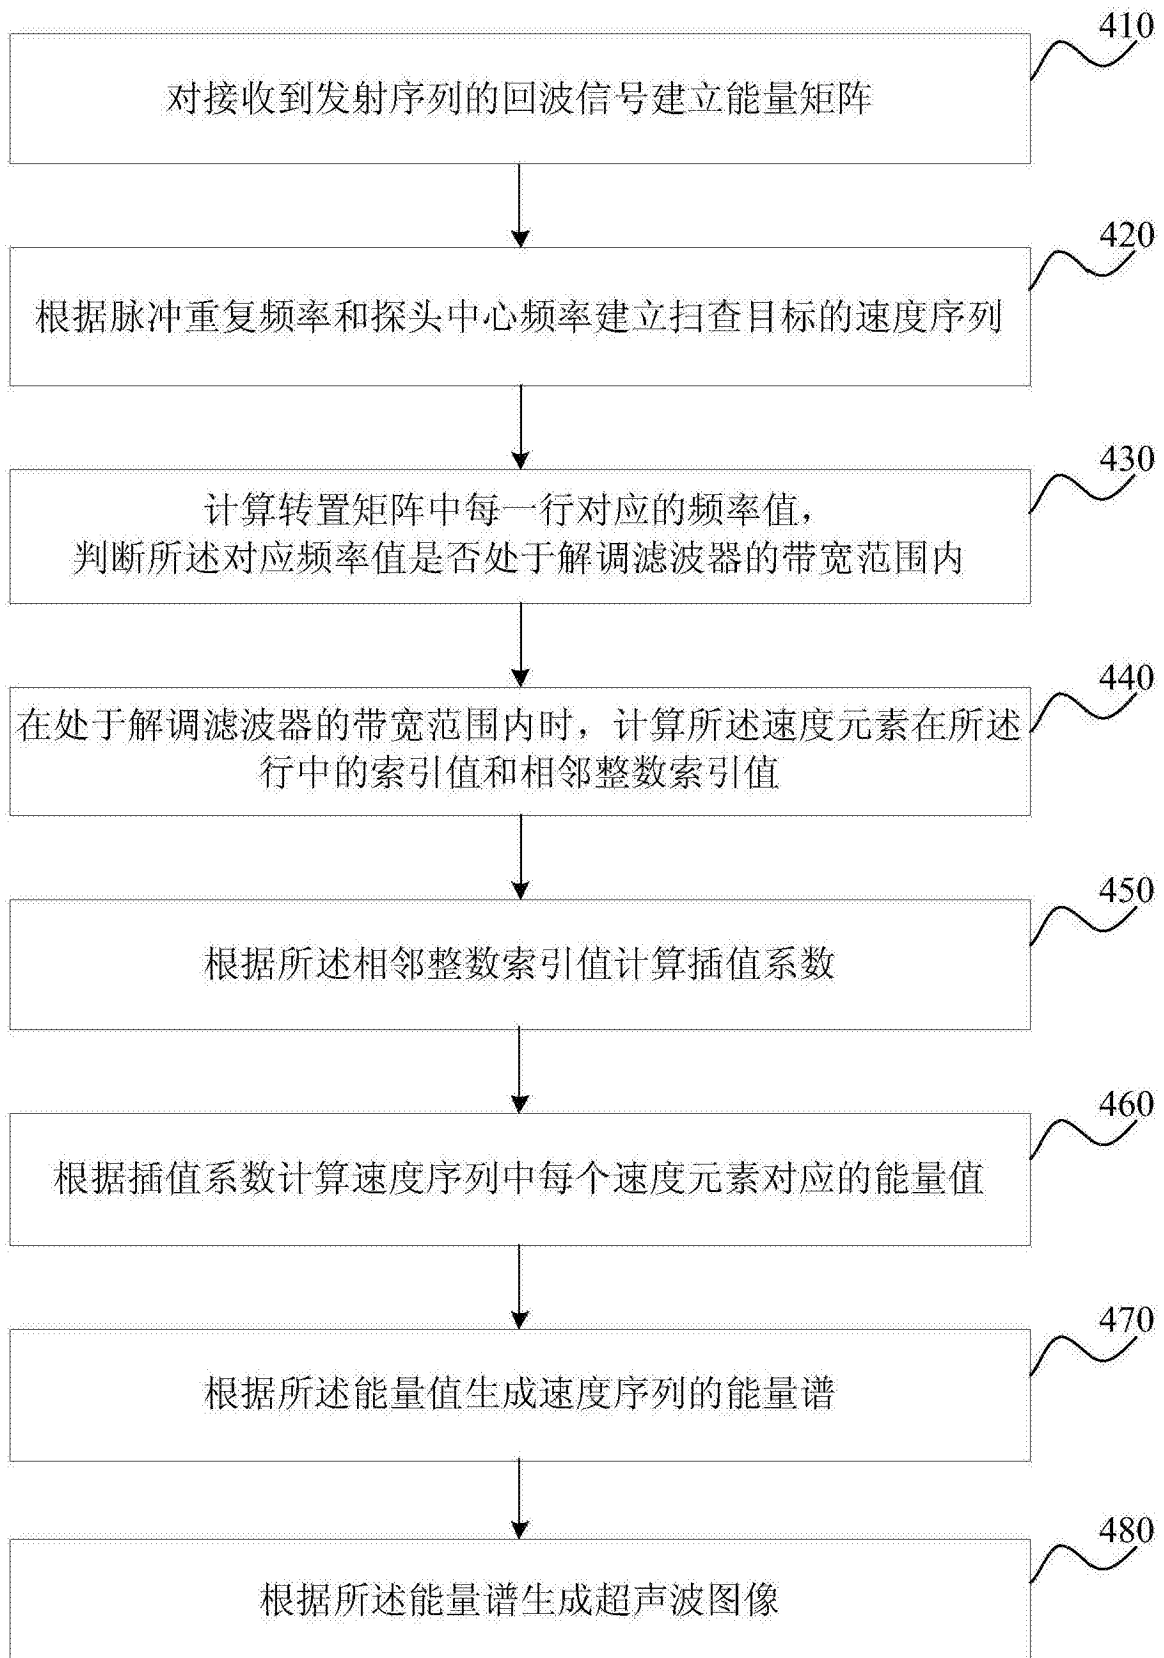 410
对接收到发射序列的回波信号建立能量矩阵
420
根据脉冲重复频率和探头中心频率建立扫查目标的速度序列
430
计算转置矩阵中每一行对应的频率值，
判断所述对应频率值是否处于解调滤波器的带宽范围内
440
在处于解调滤波器的带宽范围内时，计算所述速度元素在所述
行中的索引值和相邻整数索引值
450
根据所述相邻整数索引值计算插值系数
460
根据插值系数计算速度序列中每个速度元素对应的能量值
470
根据所述能量值生成速度序列的能量谱
480
根据所述能量谱生成超声波图像